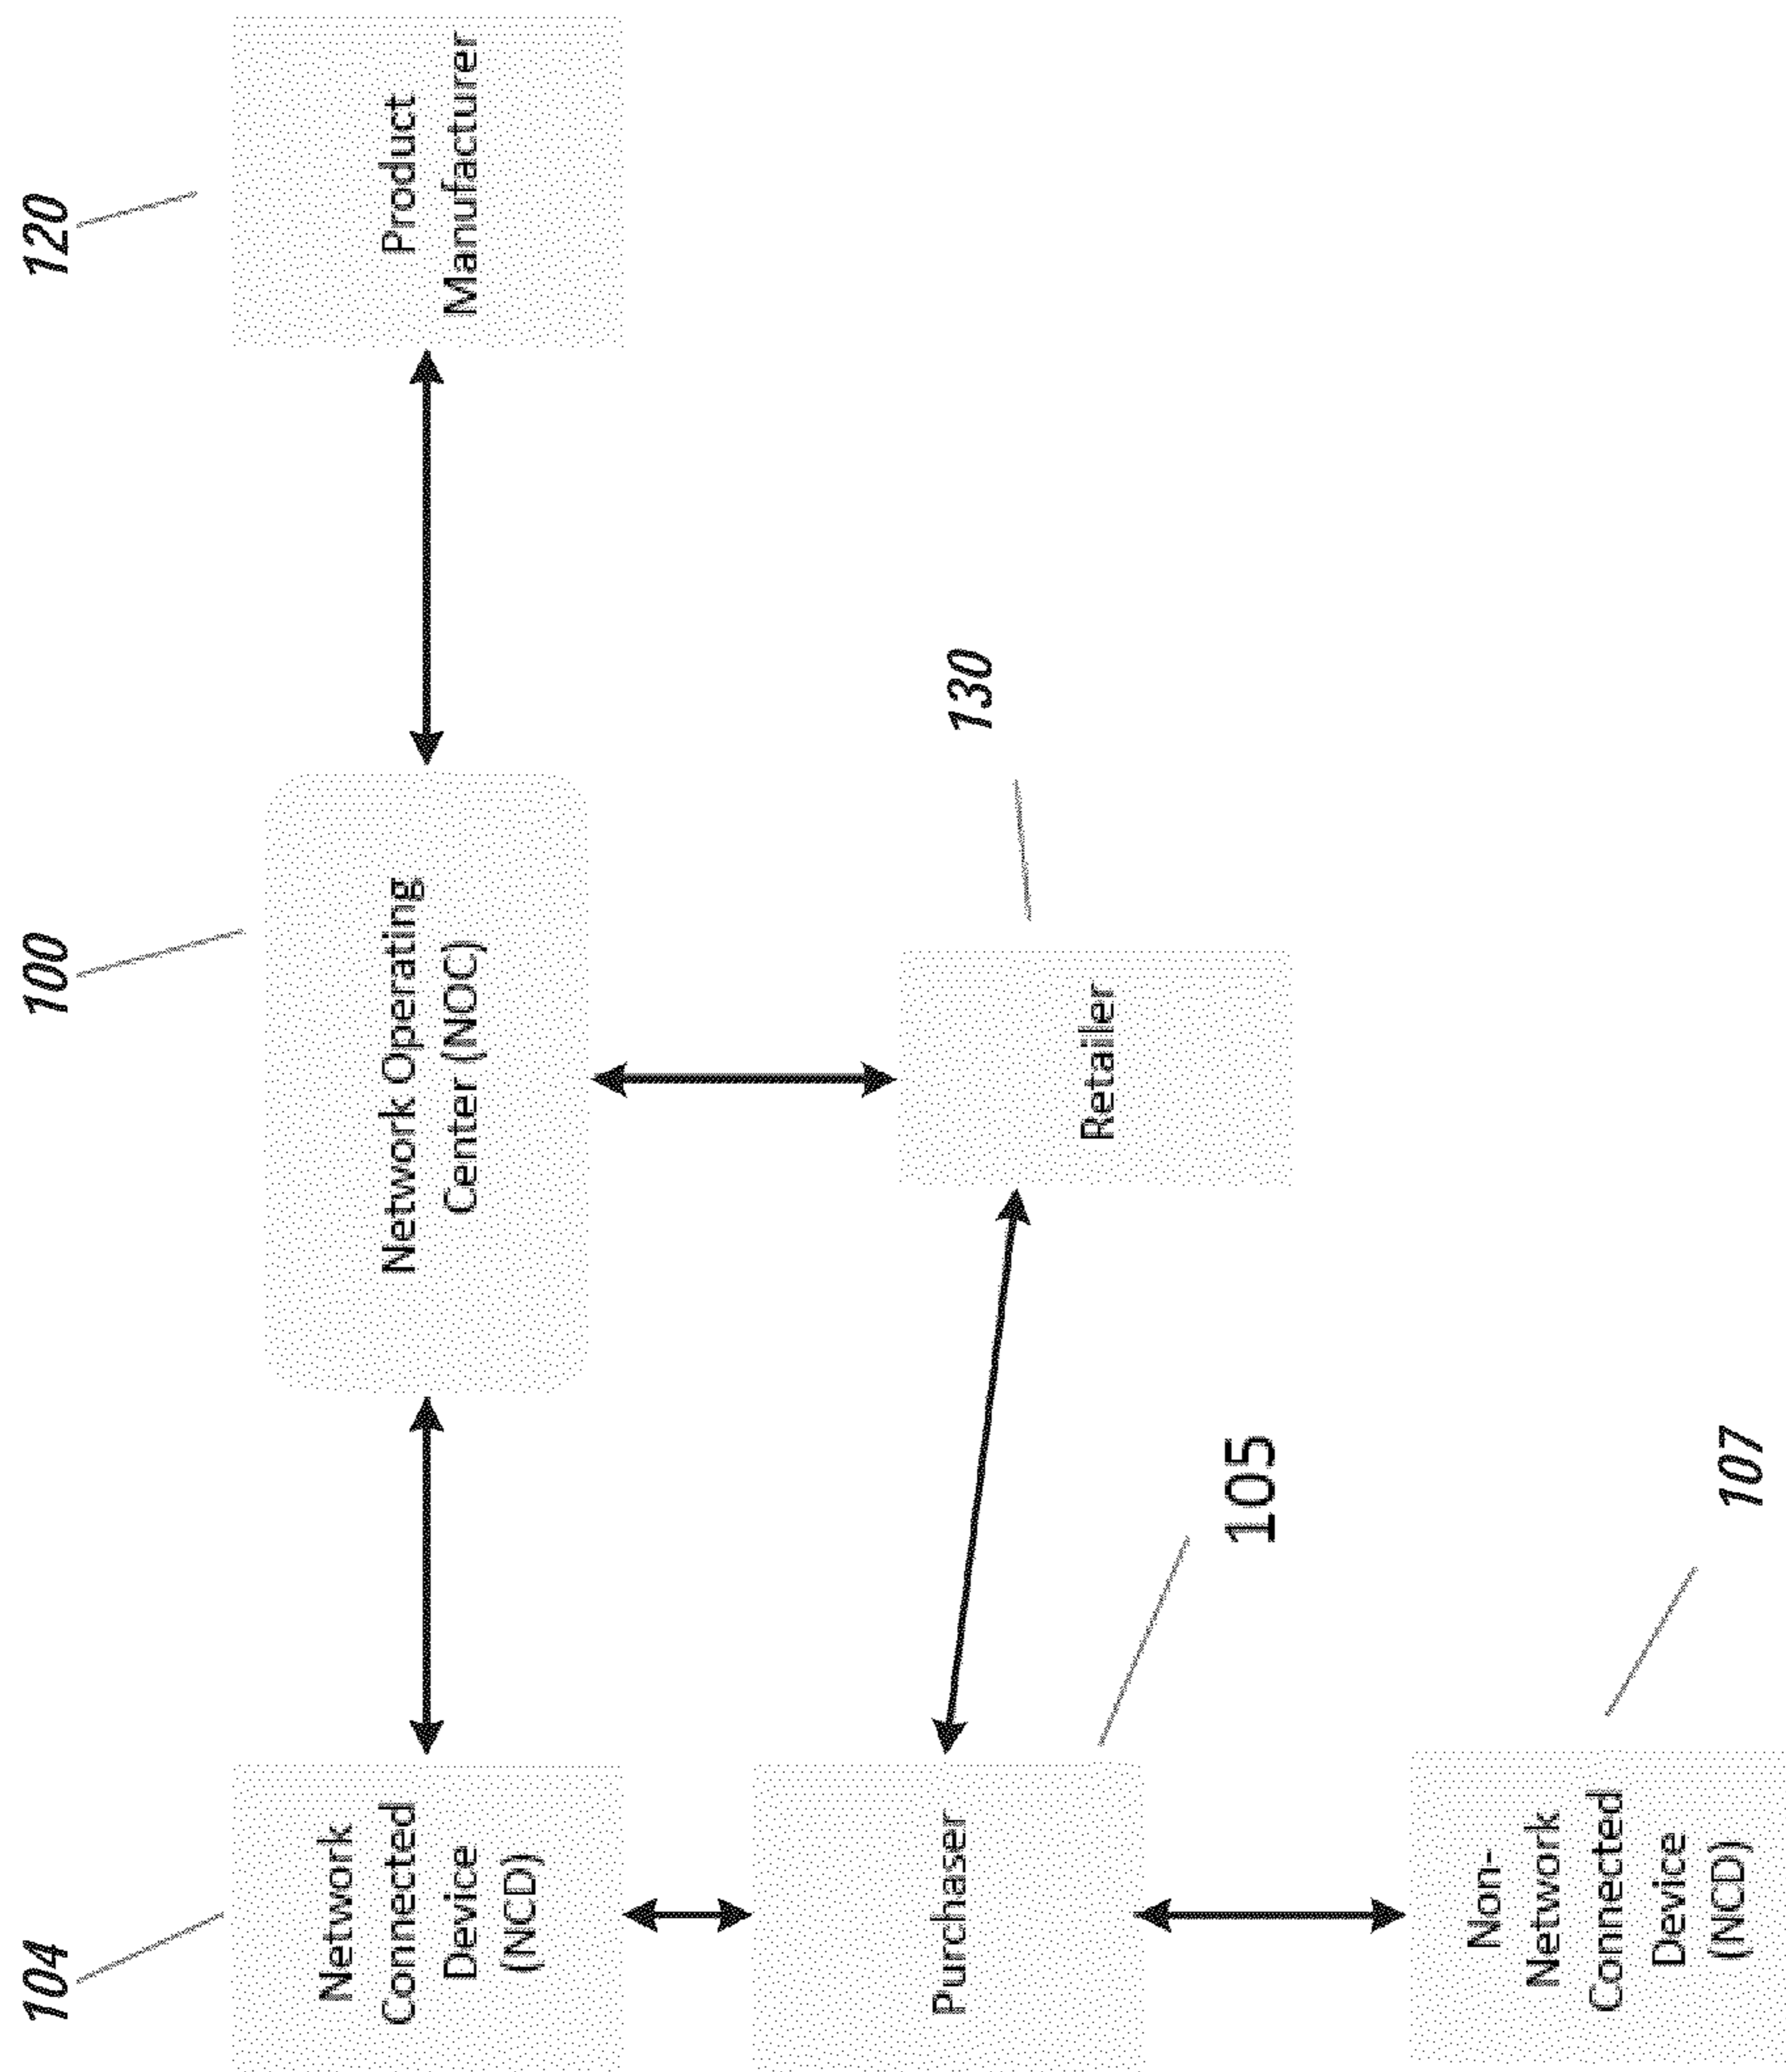 104
100
120
Network
Connected
Device
(NCD)
Network Operating
Center (NOC)
Product
Manufacturer
Purchaser
105
Retailer
130
Non-
Network
Connected
Device
(NCD)
107